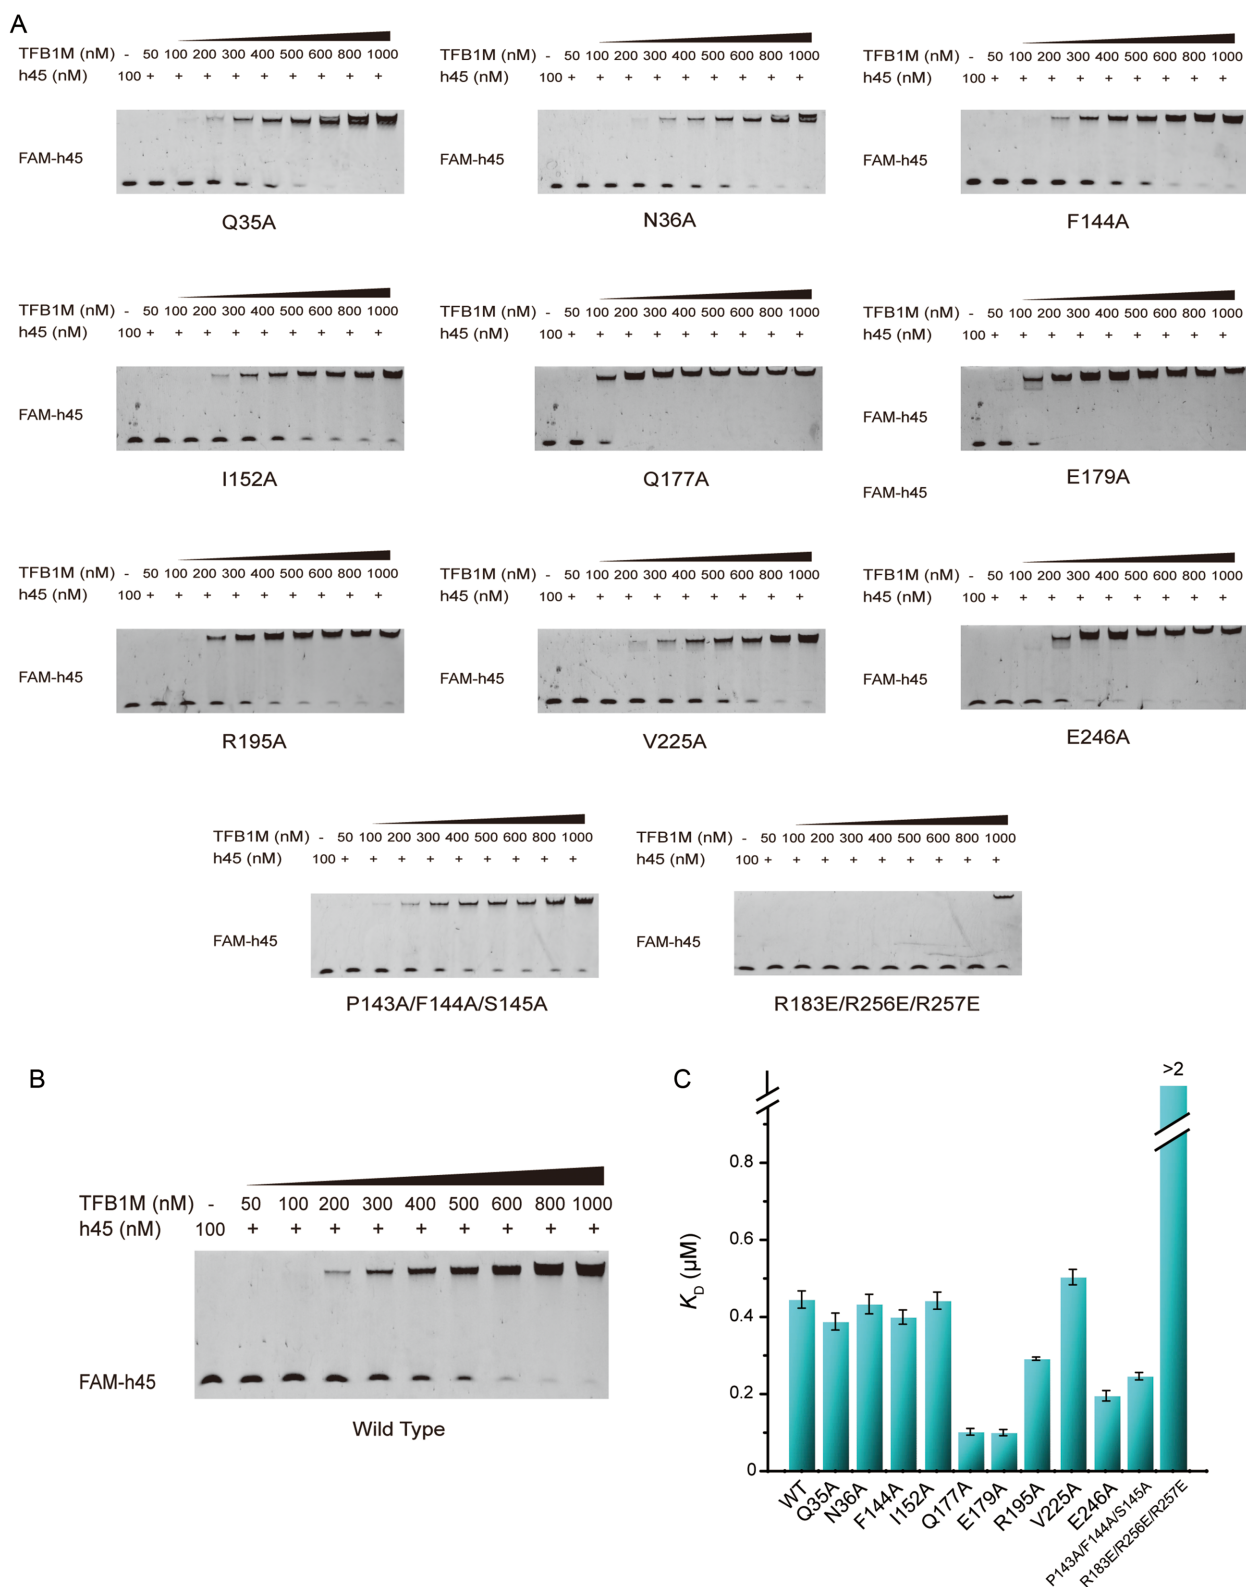 A
TFB1M (nM) - 50 100 200 300 400 500 600 800 1000
h45 (nM) 100 + + + + + + + + +
FAM-h45
Q35A
TFB1M (nM) - 50 100 200 300 400 500 600 800 1000
h45 (nM) 100 + + + + + + + + +
N36A
TFB1M (nM) - 50 100 200 300 400 500 600 800 1000
h45 (nM) 100 + + + + + + + + +
FAM-h45
F144A
TFB1M (nM) - 50 100 200 300 400 500 600 800 1000
h45 (nM) 100 + + + + + + + + +
FAM-h45
I152A
TFB1M (nM) - 50 100 200 300 400 500 600 800 1000
h45 (nM) 100 + + + + + + + + +
Q177A
TFB1M (nM) - 50 100 200 300 400 500 600 800 1000
h45 (nM) 100 + + + + + + + + +
FAM-h45
E179A
FAM-h45
TFB1M (nM) - 50 100 200 300 400 500 600 800 1000
h45 (nM) 100 + + + + + + + + +
FAM-h45
R195A
TFB1M (nM) - 50 100 200 300 400 500 600 800 1000
h45 (nM) 100 + + + + + + + + +
V225A
TFB1M (nM) - 50 100 200 300 400 500 600 800 1000
h45 (nM) 100 + + + + + + + + +
FAM-h45
E246A
TFB1M (nM) - 50 100 200 300 400 500 600 800 1000
h45 (nM) 100 + + + + + + + + +
FAM-h45
P143A/F144A/S145A
TFB1M (nM) - 50 100 200 300 400 500 600 800 1000
h45 (nM) 100 + + + + + + + + +
FAM-h45
R183E/R256E/R257E
B
TFB1M (nM) - 50 100 200 300 400 500 600 800 1000
h45 (nM) 100 + + + + + + + + +
FAM-h45
Wild Type
C
>2
0.8
0.6
0.4
0.2
0
KD (µM)
WT
Q35A
N36A
F144A
I152A
Q177A
E179A
R195A
V225A
E246A
P143A/F144A/S145A
R183E/R256E/R257E